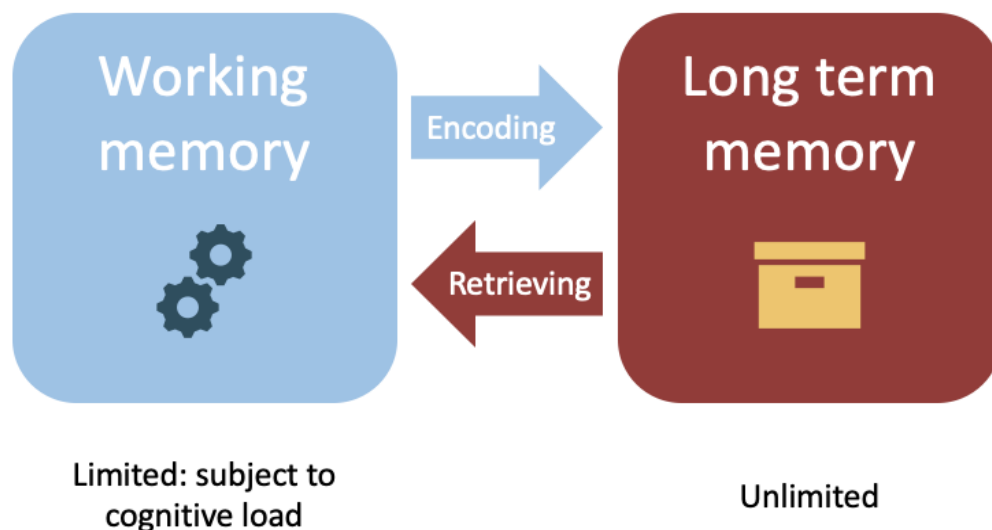 Working
memory
Encoding
Retrieving
Long term
memory
Limited: subject to
cognitive load
Unlimited